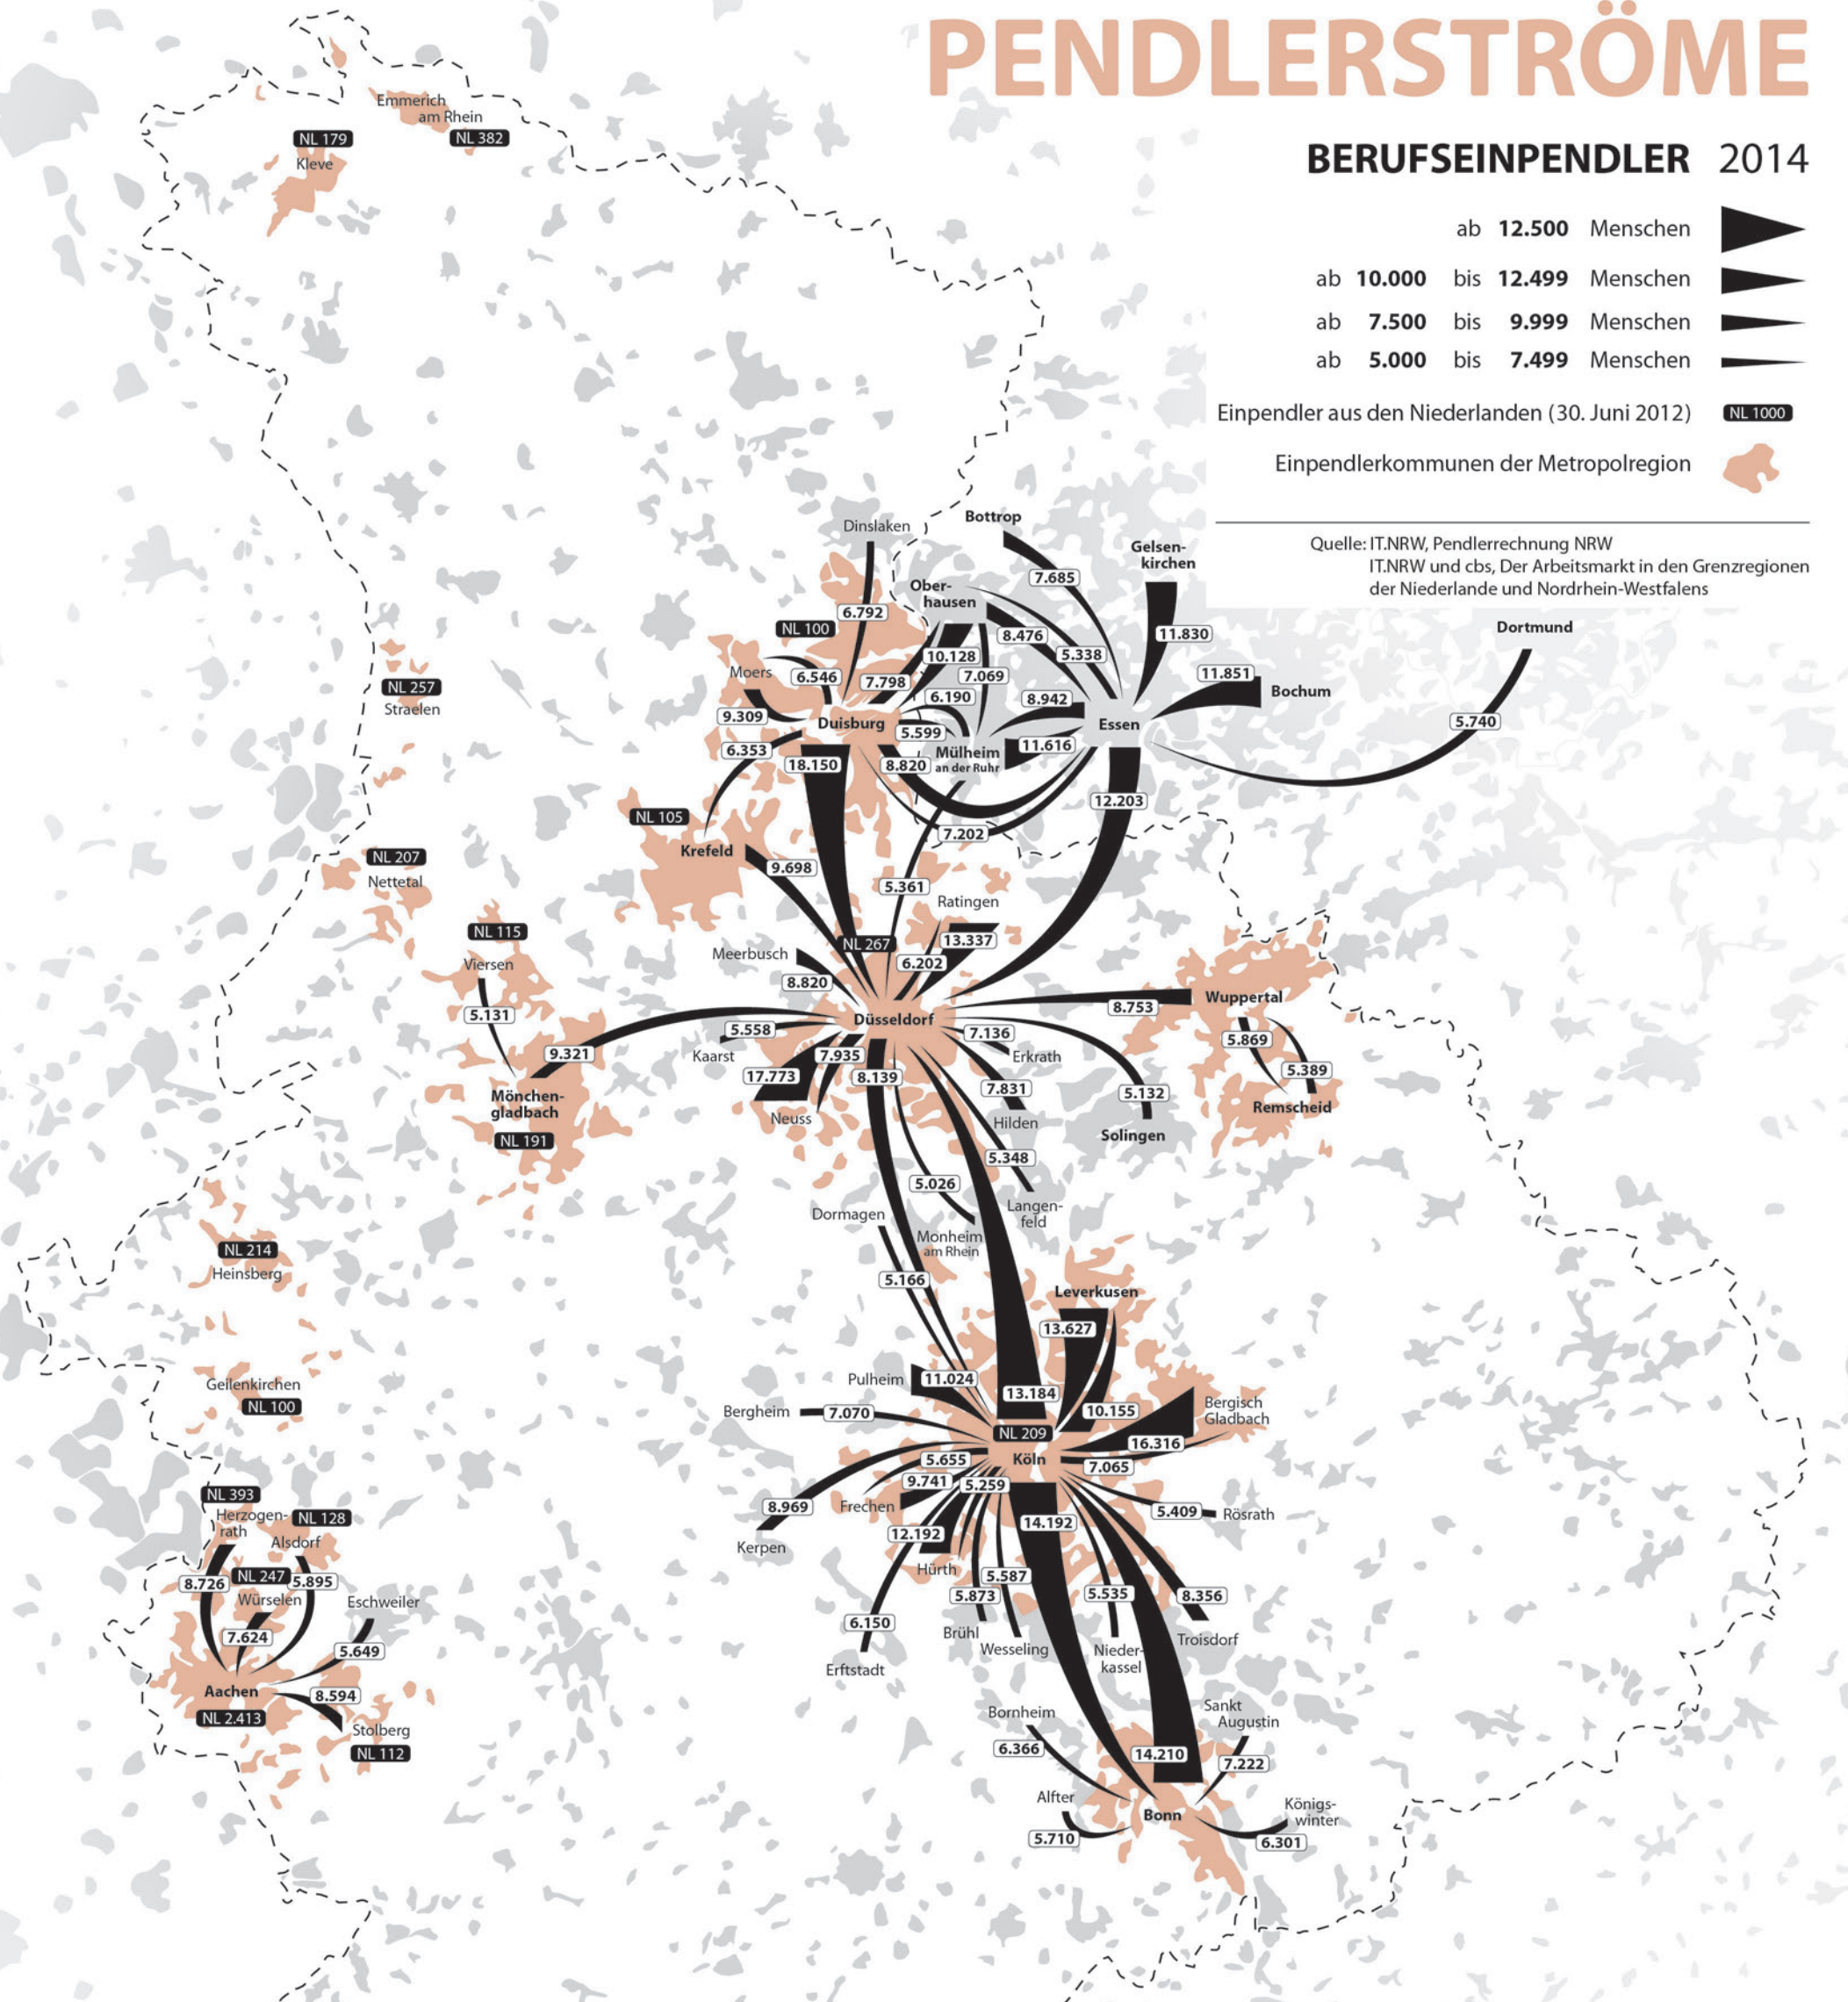 PENDLERSTRÖME
BERUFSEINPENDLER 2014
ab 12.500 Menschen
ab 10.000 bis 12.499 Menschen
ab 7.500 bis 9.999 Menschen
ab 5.000 bis 7.499 Menschen
Einpendler aus den Niederlanden (30. Juni 2012) NL 1000
Einpendlerkommunen der Metropolregion
Quelle: IT.NRW, Pendlerrechnung NRW
IT.NRW und cbs, Der Arbeitsmarkt in den Grenzregionen
der Niederlande und Nordrhein-Westfalens
Emmerich
am Rhein
NL 382
NL 179
Kleve
Dinslaken
Bottrop
Gelsen-
kirchen
7.685
Ober-
hausen
6.792
NL 100
8.476
11.830
Dortmund
10.128
5.338
Moers
6.546
7.798
7.069
11.851
Bochum
NL 257
Straelen
6.190
8.942
9.309
Duisburg
5.599
Essen
5.740
6.353
18.150
8.820
Mülheim
an der Ruhr
11.616
12.203
NL 105
7.202
Krefeld
9.698
NL 207
Nettetal
5.361
Ratingen
NL 115
NL 267
13.337
Viersen
Meerbusch
6.202
8.820
Wuppertal
5.131
8.753
Düsseldorf
5.558
7.136
5.869
Kaarst
9.321
7.935
Erkrath
17.773
8.139
7.831
5.132
5.389
Mönchen-
gladbach
Neuss
Hilden
Solingen
Remscheid
NL 191
5.348
5.026
Dormagen
Langen-
feld
Monheim
am Rhein
NL 214
Heinsberg
5.166
Leverkusen
13.627
Pulheim
11.024
13.184
Geilenkirchen
NL 100
Bergheim
7.070
10.155
Bergisch
Gladbach
NL 209
16.316
Köln
5.655
7.065
9.741
5.259
NL 393
Herzogen-
rath
NL 128
Alsdorf
8.969
Frechen
5.409
Rösrath
12.192
14.192
Kerpen
Hürth
NL 247
8.726
5.895
Würselen
Eschweiler
5.587
5.873
5.535
8.356
6.150
7.624
5.649
Brühl
Wesseling
Nieder-
kassel
Troisdorf
Erftstadt
Aachen
8.594
NL 2.413
Stolberg
NL 112
Bornheim
Sankt
Augustin
6.366
14.210
7.222
Alfter
Bonn
Königs-
winter
5.710
6.301